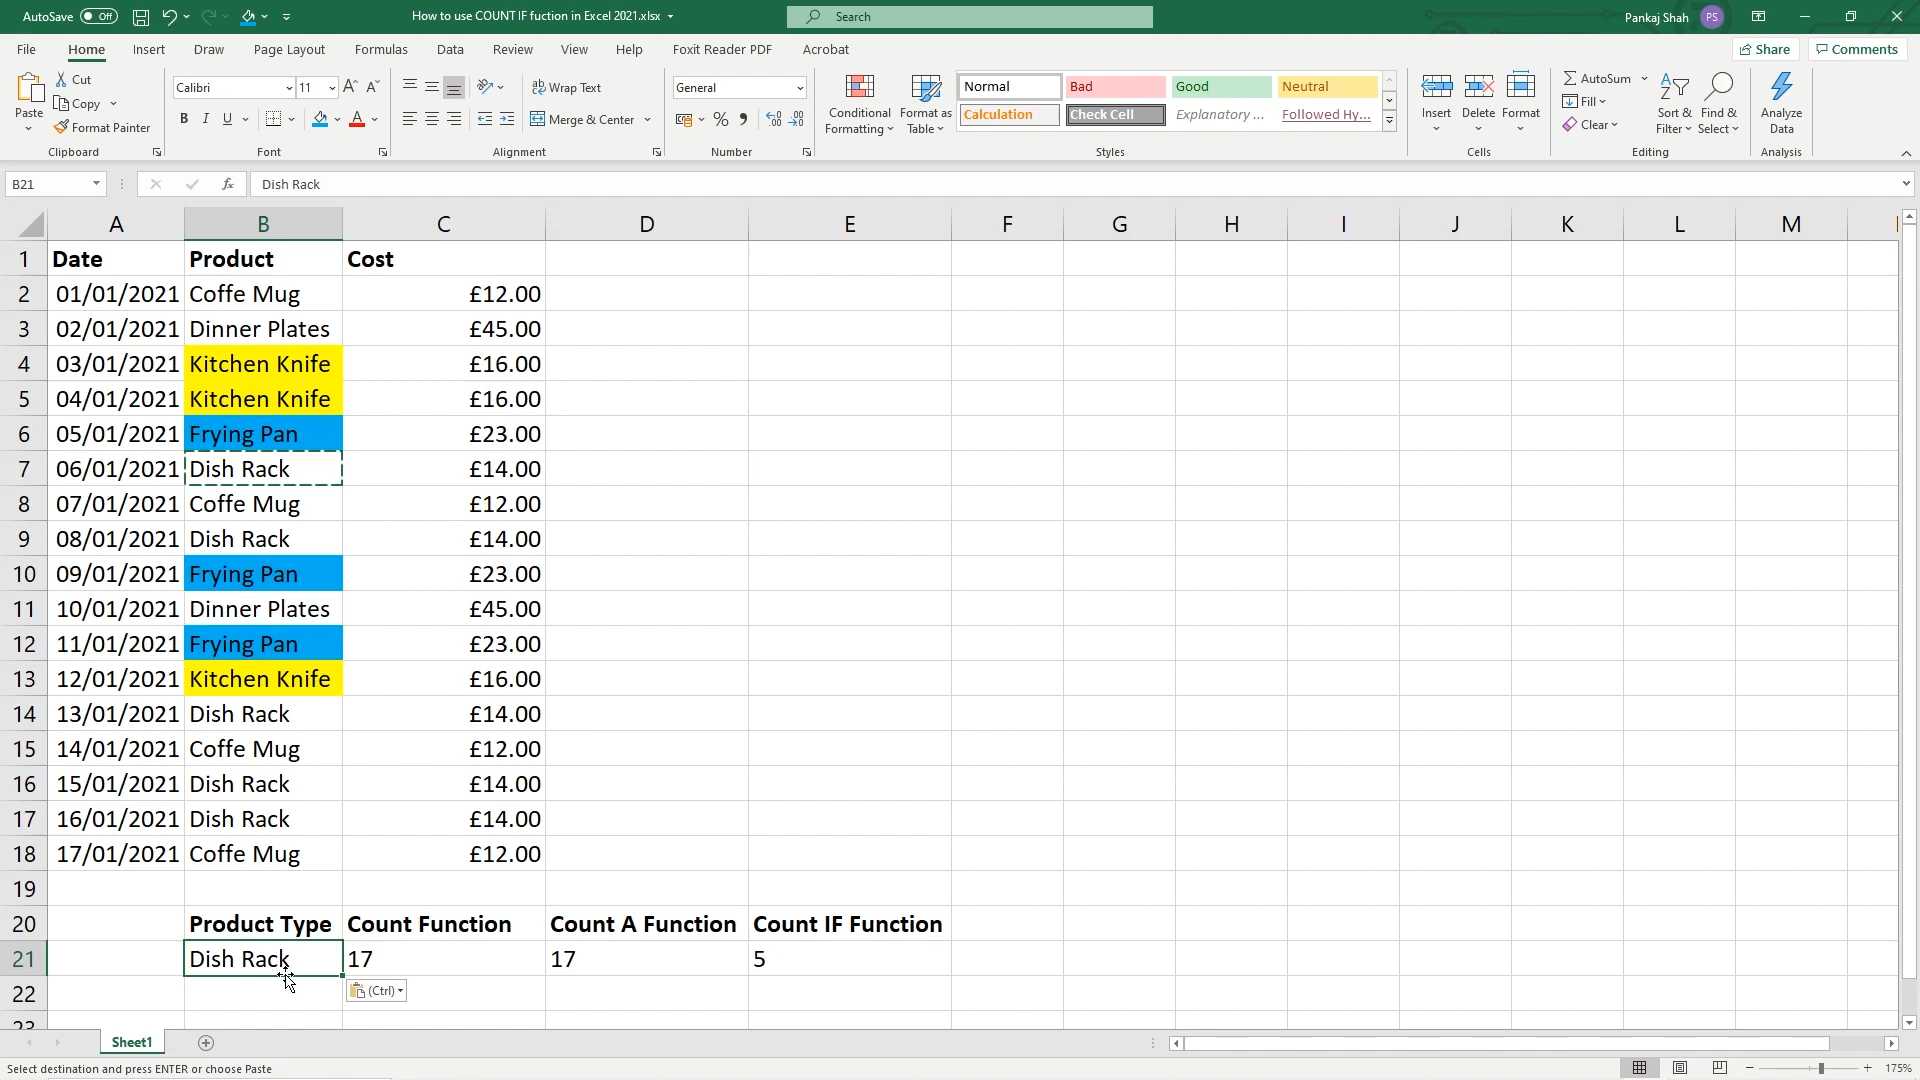 AutoSave Off How to use COUNT IF fuction in Excel 2021.xlsx Search Pankaj Shah PS
File Home Insert Draw Page Layout Formulas Data Review View Help Foxit Reader PDF Acrobat Share Comments
Paste Cut Copy Format Painter Clipboard
Calibri 11 A A B I U A Font
Wrap Text Merge & Center Alignment
General % Number
Conditional Formatting Format as Table
Normal Bad Good Neutral
Calculation Check Cell Explanatory ... Followed Hy...
Styles
Insert Delete Format Cells
AutoSum Fill Clear Sort & Filter Find & Select Editing
Analyze Data Analysis
B21 fx Dish Rack
A B C D E F G H I J K L M
1 Date Product Cost
2 01/01/2021 Coffe Mug £12.00
3 02/01/2021 Dinner Plates £45.00
4 03/01/2021 Kitchen Knife £16.00
5 04/01/2021 Kitchen Knife £16.00
6 05/01/2021 Frying Pan £23.00
7 06/01/2021 Dish Rack £14.00
8 07/01/2021 Coffe Mug £12.00
9 08/01/2021 Dish Rack £14.00
10 09/01/2021 Frying Pan £23.00
11 10/01/2021 Dinner Plates £45.00
12 11/01/2021 Frying Pan £23.00
13 12/01/2021 Kitchen Knife £16.00
14 13/01/2021 Dish Rack £14.00
15 14/01/2021 Coffe Mug £12.00
16 15/01/2021 Dish Rack £14.00
17 16/01/2021 Dish Rack £14.00
18 17/01/2021 Coffe Mug £12.00
19
20 Product Type Count Function Count A Function Count IF Function
21 Dish Rack 17 17 5
22 (Ctrl)
23
Sheet1
Select destination and press ENTER or choose Paste 175%